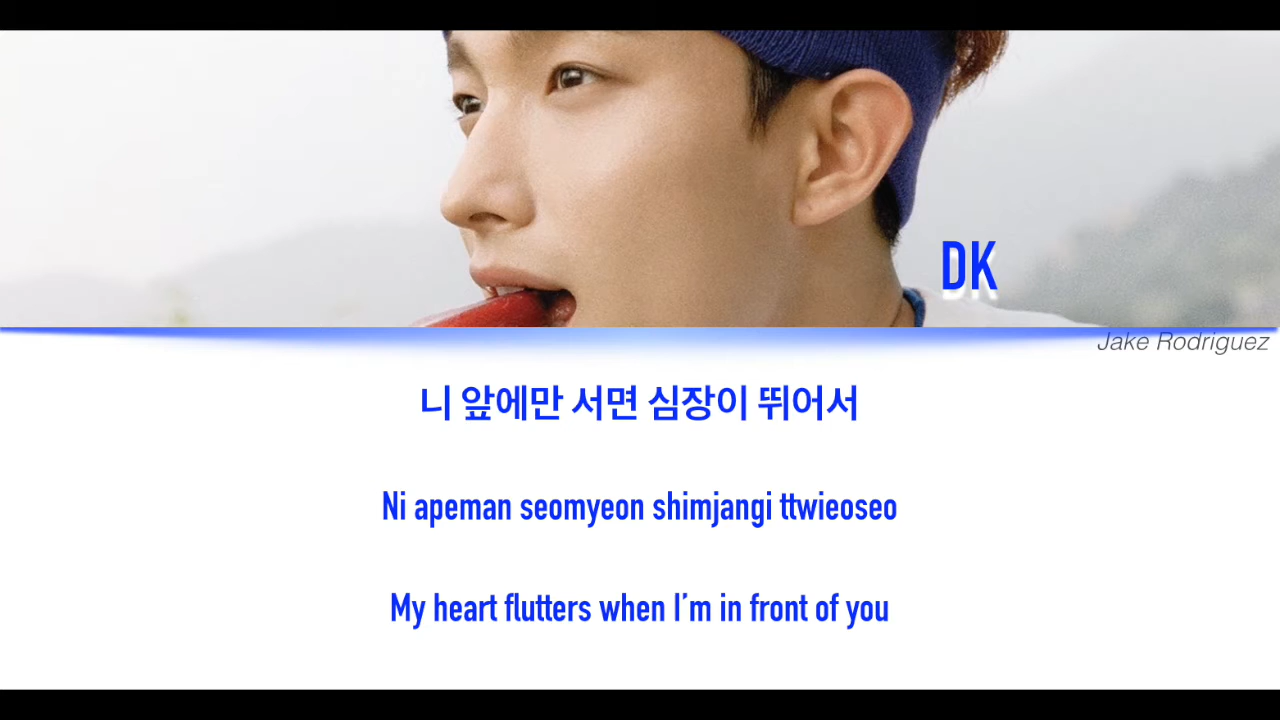 DK
Jake Rodriguez
니 앞에만 서면 심장이 뛰어서
Ni apeman seomyeon shimjangi ttwieoseo
My heart flutters when I’m in front of you